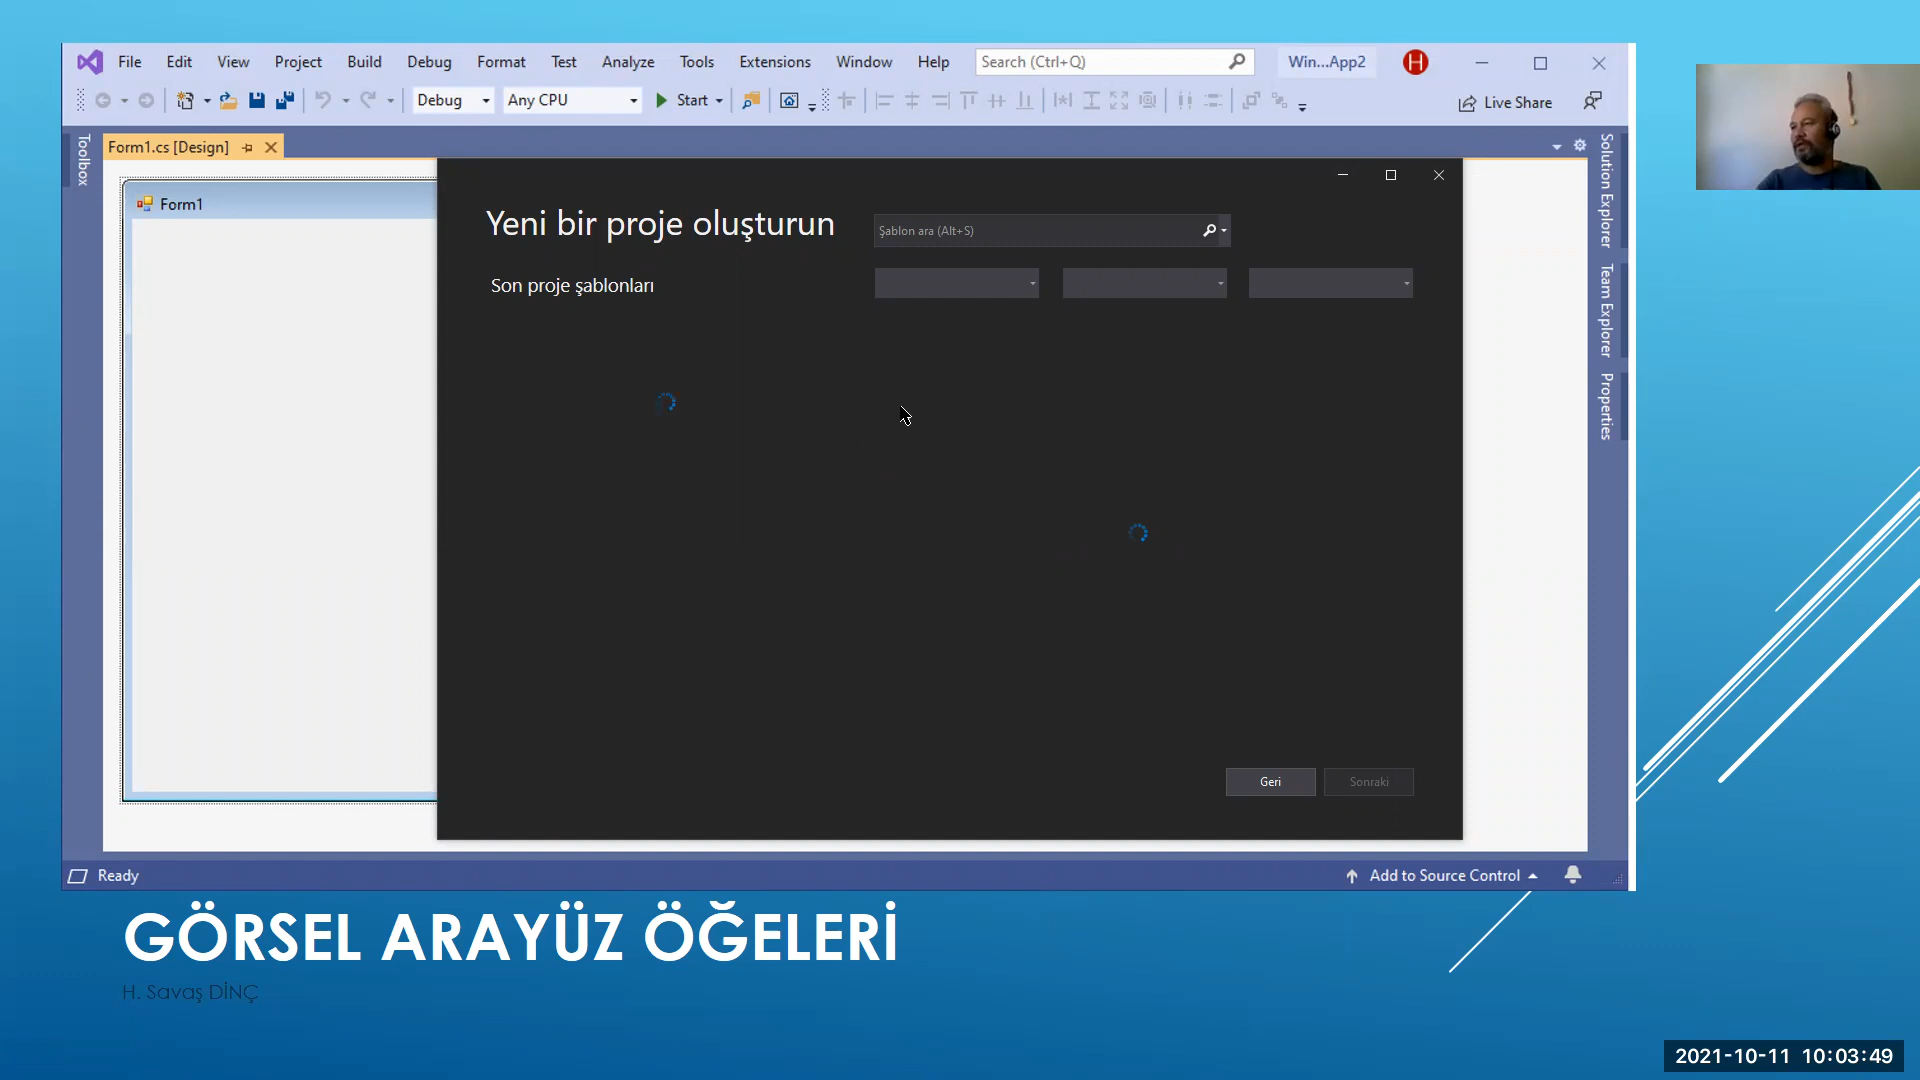 File Edit View Project Build Debug Format Test Analyze Tools Extensions Window Help Search (Ctrl+Q) Win...App2 H
Debug Any CPU Start Live Share
Toolbox
Form1.cs [Design]
Form1
Yeni bir proje oluşturun
Şablon ara (Alt+S)
Son proje şablonları
Geri Sonraki
Solution Explorer
Team Explorer
Properties
Ready Add to Source Control
GÖRSEL ARAYÜZ ÖĞELERİ
H. Savaş DİNÇ
2021-10-11 10:03:49